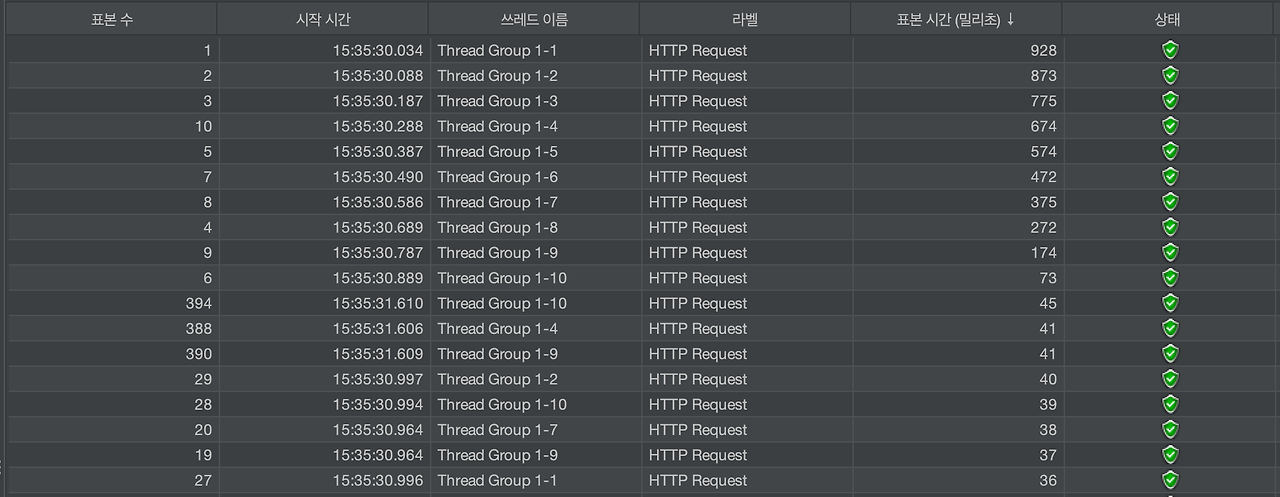 표본 수 시작 시간 쓰레드 이름 라벨 표본 시간 (밀리초) ↓ 상태
1 15:35:30.034 Thread Group 1-1 HTTP Request 928
2 15:35:30.088 Thread Group 1-2 HTTP Request 873
3 15:35:30.187 Thread Group 1-3 HTTP Request 775
10 15:35:30.288 Thread Group 1-4 HTTP Request 674
5 15:35:30.387 Thread Group 1-5 HTTP Request 574
7 15:35:30.490 Thread Group 1-6 HTTP Request 472
8 15:35:30.586 Thread Group 1-7 HTTP Request 375
4 15:35:30.689 Thread Group 1-8 HTTP Request 272
9 15:35:30.787 Thread Group 1-9 HTTP Request 174
6 15:35:30.889 Thread Group 1-10 HTTP Request 73
394 15:35:31.610 Thread Group 1-10 HTTP Request 45
388 15:35:31.606 Thread Group 1-4 HTTP Request 41
390 15:35:31.609 Thread Group 1-9 HTTP Request 41
29 15:35:30.997 Thread Group 1-2 HTTP Request 40
28 15:35:30.994 Thread Group 1-10 HTTP Request 39
20 15:35:30.964 Thread Group 1-7 HTTP Request 38
19 15:35:30.964 Thread Group 1-9 HTTP Request 37
27 15:35:30.996 Thread Group 1-1 HTTP Request 36